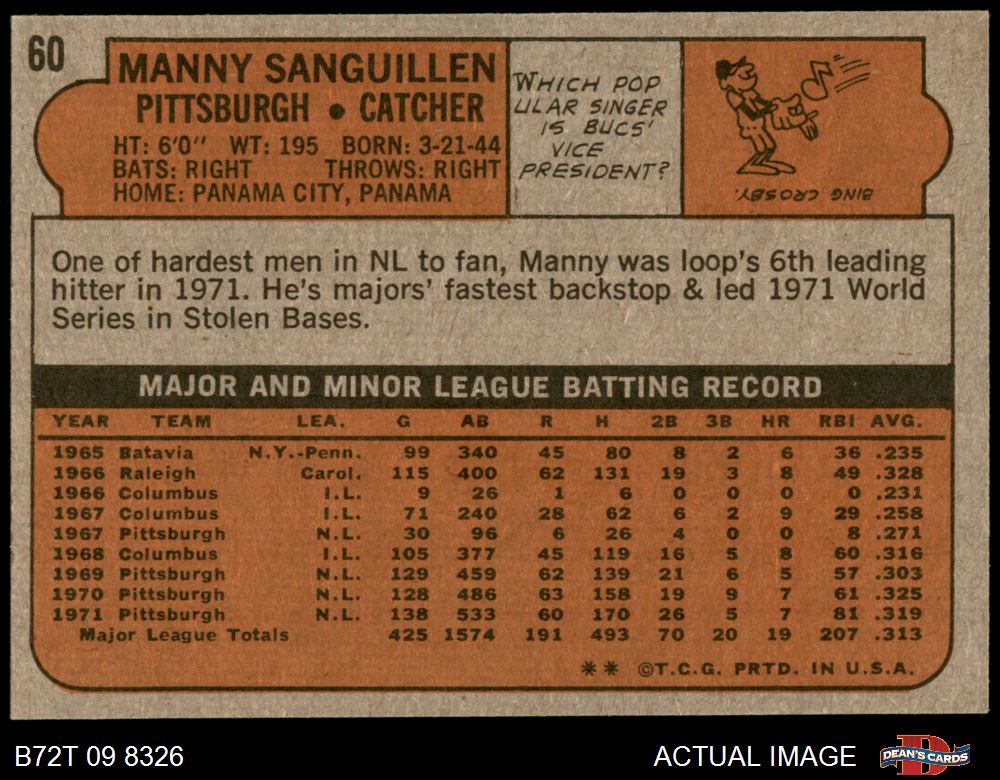 60
MANNY SANGUILLEN
PITTSBURGH • CATCHER
HT: 6'0" WT: 195 BORN: 3-21-44
BATS: RIGHT THROWS: RIGHT
HOME: PANAMA CITY, PANAMA
WHICH POP
ULAR SINGER
IS BUCS'
VICE
PRESIDENT?
BING CROSBY.
One of hardest men in NL to fan, Manny was loop's 6th leading
hitter in 1971. He's majors' fastest backstop & led 1971 World
Series in Stolen Bases.
MAJOR AND MINOR LEAGUE BATTING RECORD
YEAR TEAM LEA. G AB R H 2B 3B HR RBI AVG.
1965 Batavia N.Y.-Penn. 99 340 45 80 8 2 6 36 .235
1966 Raleigh Carol. 115 400 62 131 19 3 8 49 .328
1966 Columbus I.L. 9 26 1 6 0 0 0 0 .231
1967 Columbus I.L. 71 240 28 62 6 2 9 29 .258
1967 Pittsburgh N.L. 30 96 6 26 4 0 0 8 .271
1968 Columbus I.L. 105 377 45 119 16 5 8 60 .316
1969 Pittsburgh N.L. 129 459 62 139 21 6 5 57 .303
1970 Pittsburgh N.L. 128 486 63 158 19 9 7 61 .325
1971 Pittsburgh N.L. 138 533 60 170 26 5 7 81 .319
Major League Totals 425 1574 191 493 70 20 19 207 .313
** ©T.C.G. PRTD. IN U.S.A.
B72T 09 8326
ACTUAL IMAGE
D
DEAN'S CARDS